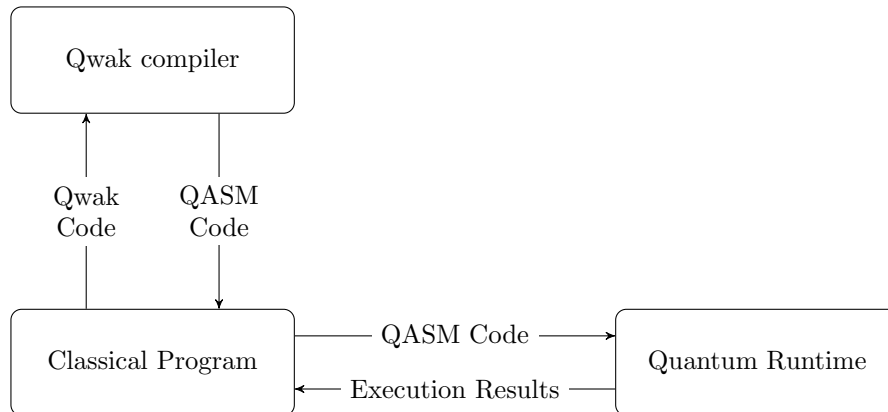 Qwak compiler
Qwak
Code
QASM
Code
Classical Program
QASM Code
Execution Results
Quantum Runtime